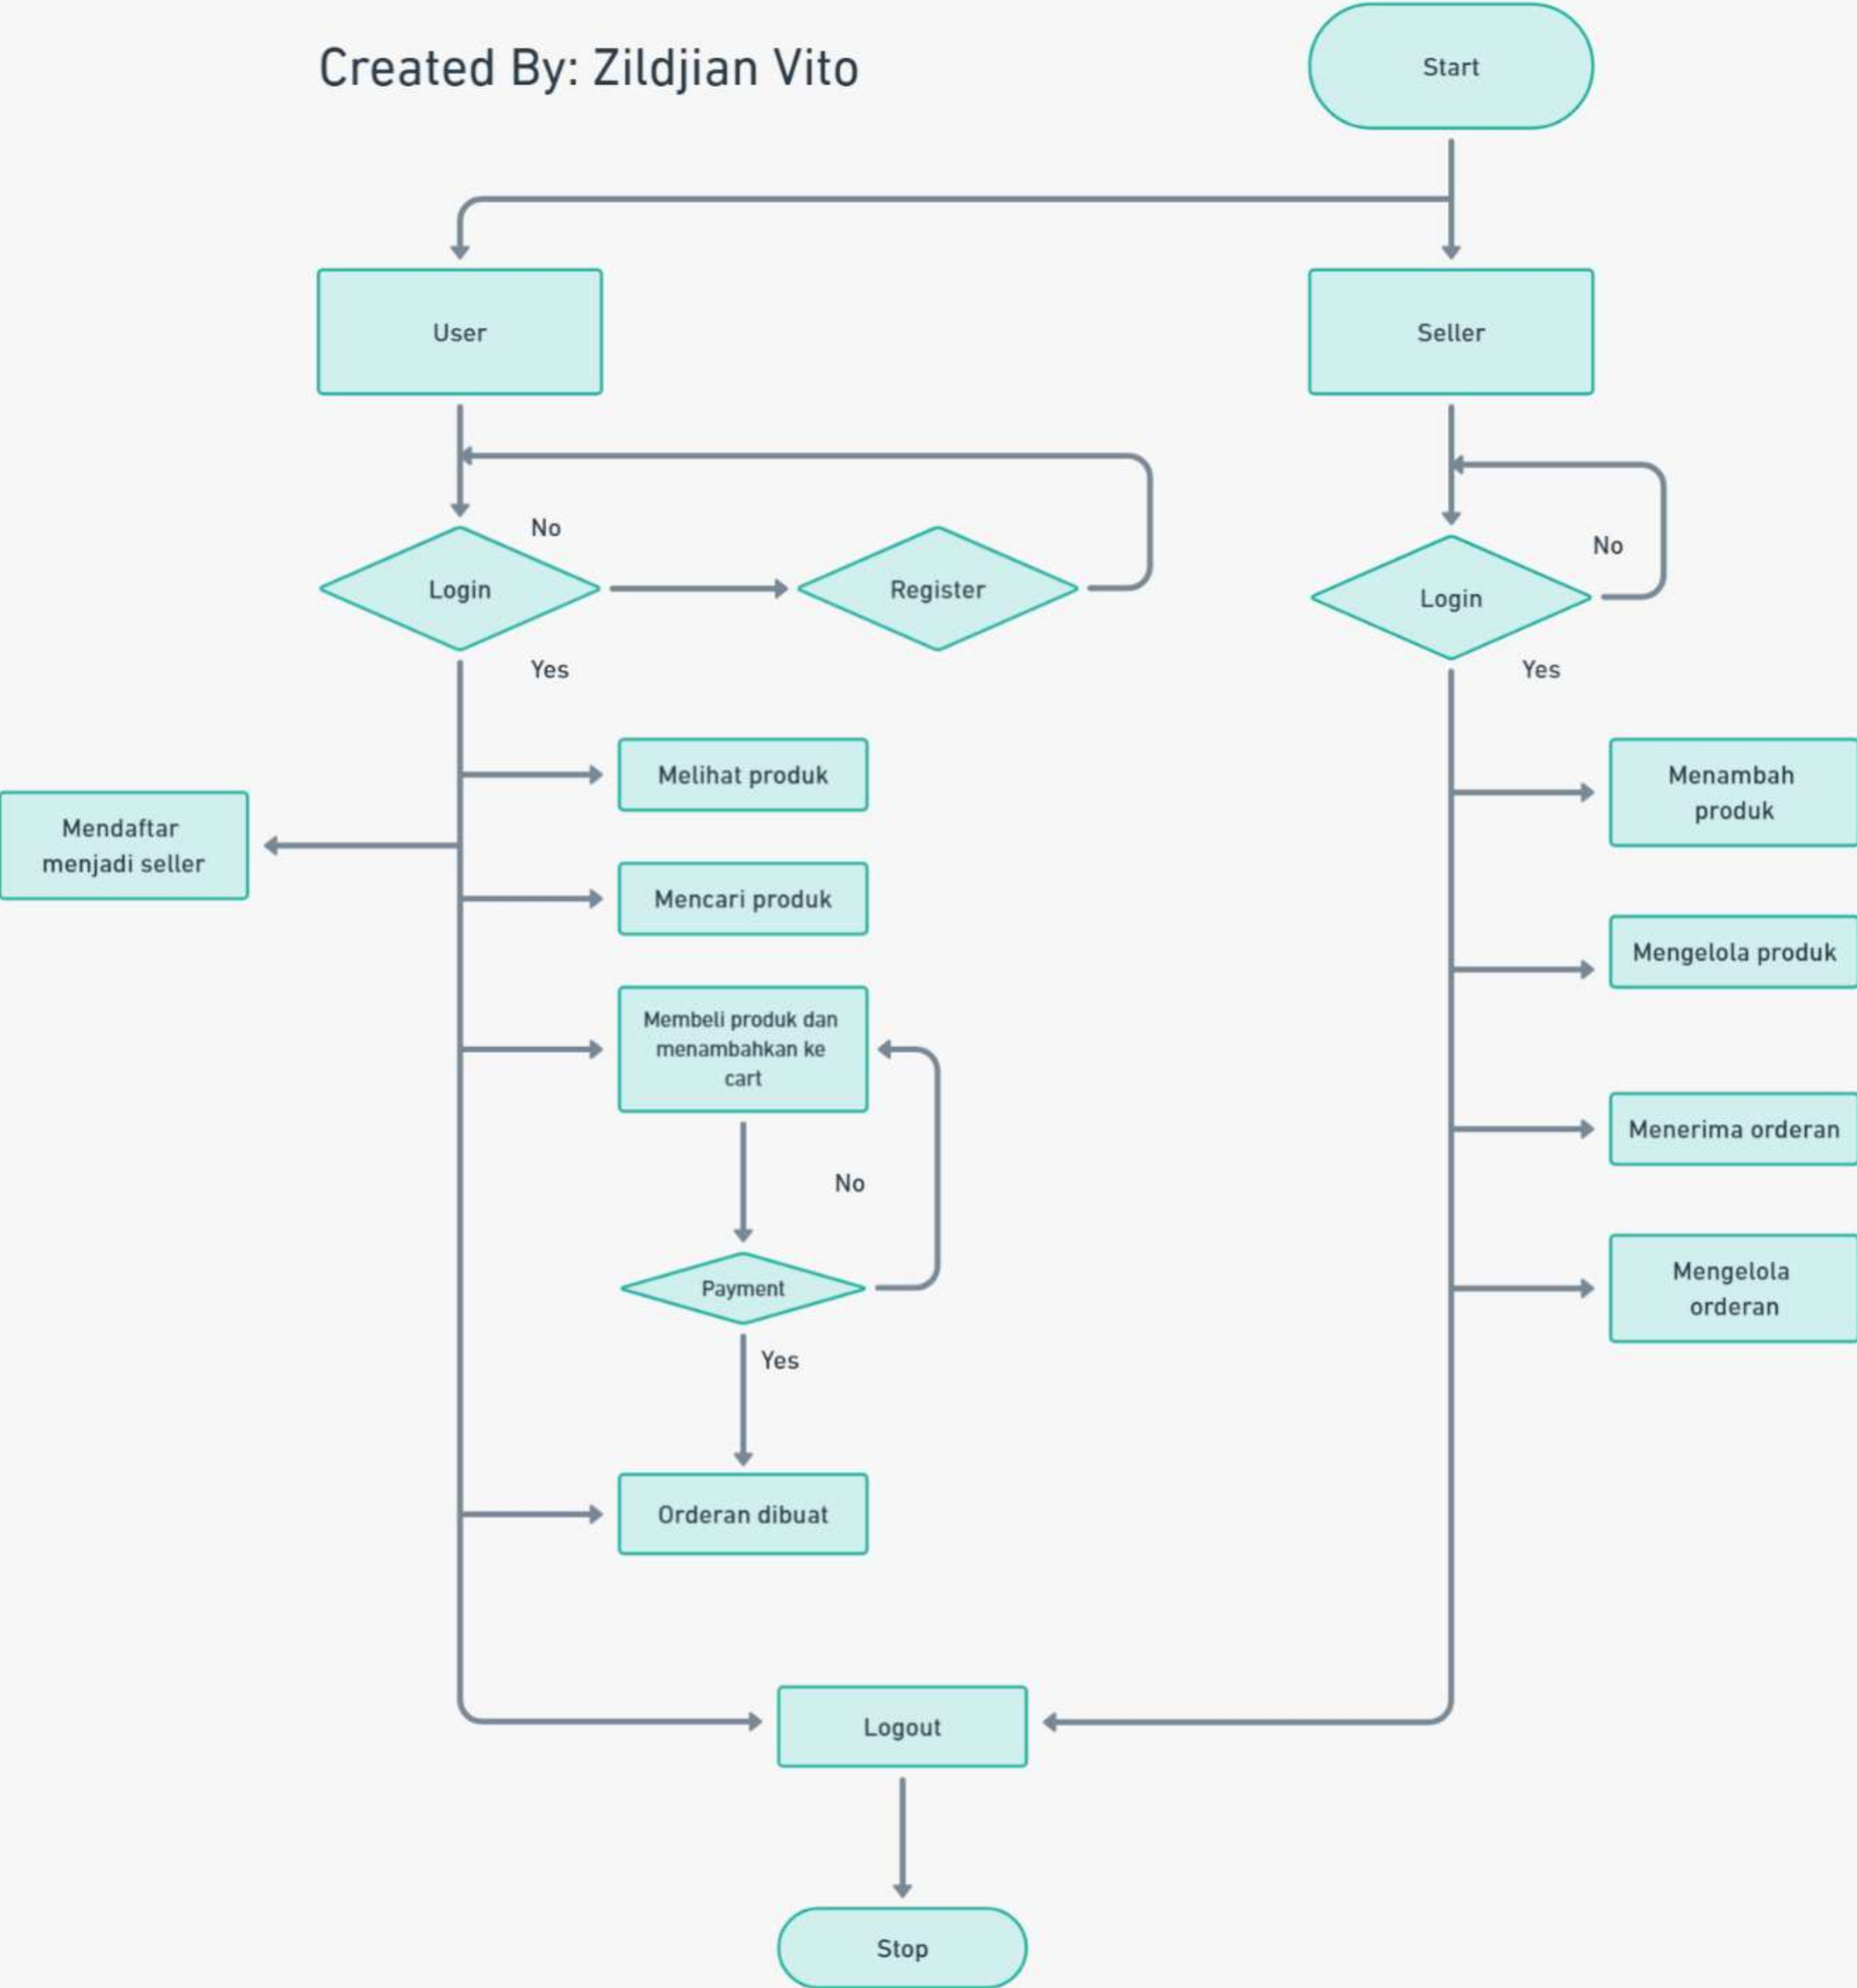 Created By: Zildjian Vito
Start
User
Seller
No
Login
Register
No
Login
Yes
Yes
Melihat produk
Menambah
produk
Mendaftar
menjadi seller
Mencari produk
Mengelola produk
Membeli produk dan
menambahkan ke
cart
Menerima orderan
No
Payment
Mengelola
orderan
Yes
Orderan dibuat
Logout
Stop